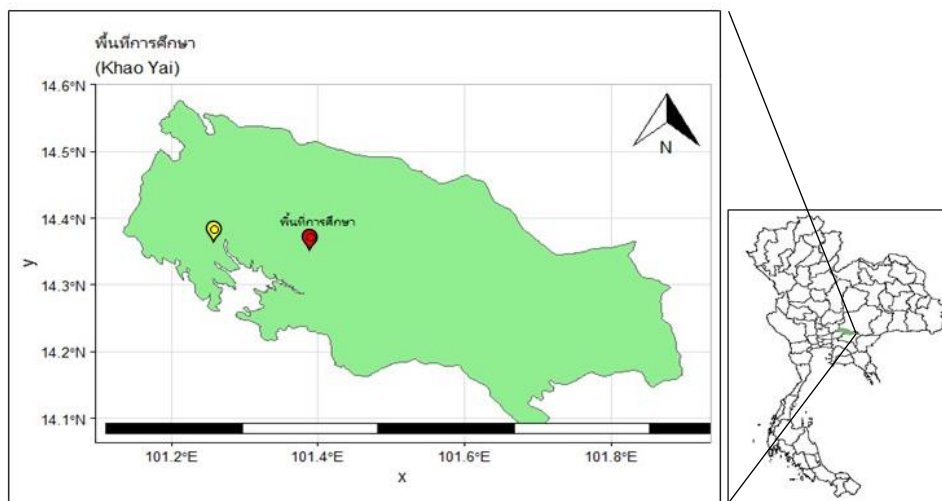 พื้นที่การศึกษา
(Khao Yai)
14.6°N
14.5°N
14.4°N
14.3°N
14.2°N
14.1°N
y
พื้นที่การศึกษา
N
101.2°E
101.4°E
101.6°E
101.8°E
x